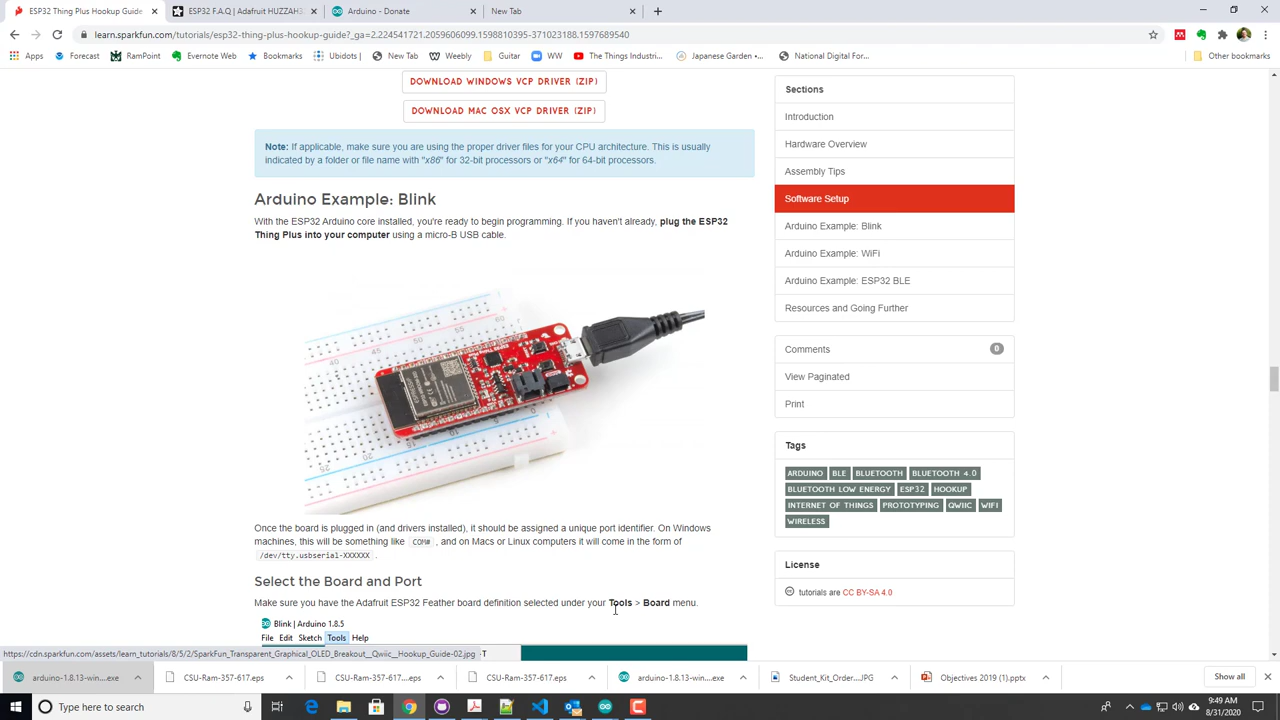 ESP32 Thing Plus Hookup Guide
ESP32 F.A.Q | Adafruit HUZZAH32
Arduino - Donate
New Tab
learn.sparkfun.com/tutorials/esp32-thing-plus-hookup-guide?_ga=2.224541721.2059606099.1598810395-371023188.1597689540
Apps
Forecast
RamPoint
Evernote Web
Bookmarks
Ubidots |
New Tab
Weebly
Guitar
WW
The Things Industri...
Japanese Garden •...
National Digital For...
Other bookmarks
DOWNLOAD WINDOWS VCP DRIVER (ZIP)
DOWNLOAD MAC OSX VCP DRIVER (ZIP)
Note: If applicable, make sure you are using the proper driver files for your CPU architecture. This is usually
indicated by a folder or file name with "x86" for 32-bit processors or "x64" for 64-bit processors.
Arduino Example: Blink
With the ESP32 Arduino core installed, you're ready to begin programming. If you haven't already, plug the ESP32
Thing Plus into your computer using a micro-B USB cable.
Once the board is plugged in (and drivers installed), it should be assigned a unique port identifier. On Windows
machines, this will be something like COM# , and on Macs or Linux computers it will come in the form of
/dev/tty.usbserial-XXXXXX .
Select the Board and Port
Make sure you have the Adafruit ESP32 Feather board definition selected under your Tools > Board menu.
Blink | Arduino 1.8.5
File Edit Sketch Tools Help
Sections
Introduction
Hardware Overview
Assembly Tips
Software Setup
Arduino Example: Blink
Arduino Example: WiFi
Arduino Example: ESP32 BLE
Resources and Going Further
Comments 0
View Paginated
Print
Tags
ARDUINO BLE BLUETOOTH BLUETOOTH 4.0
BLUETOOTH LOW ENERGY ESP32 HOOKUP
INTERNET OF THINGS PROTOTYPING QWIIC WIFI
WIRELESS
License
tutorials are CC BY-SA 4.0
https://cdn.sparkfun.com/assets/learn_tutorials/8/5/2/SparkFun_Transparent_Graphical_OLED_Breakout__Qwiic__Hookup_Guide-02.jpg
-T
arduino-1.8.13-win....exe
CSU-Ram-357-617.eps
CSU-Ram-357-617....eps
CSU-Ram-357-617.eps
arduino-1.8.13-win....exe
Student_Kit_Order....JPG
Objectives 2019 (1).pptx
Show all
Type here to search
9:49 AM
8/31/2020